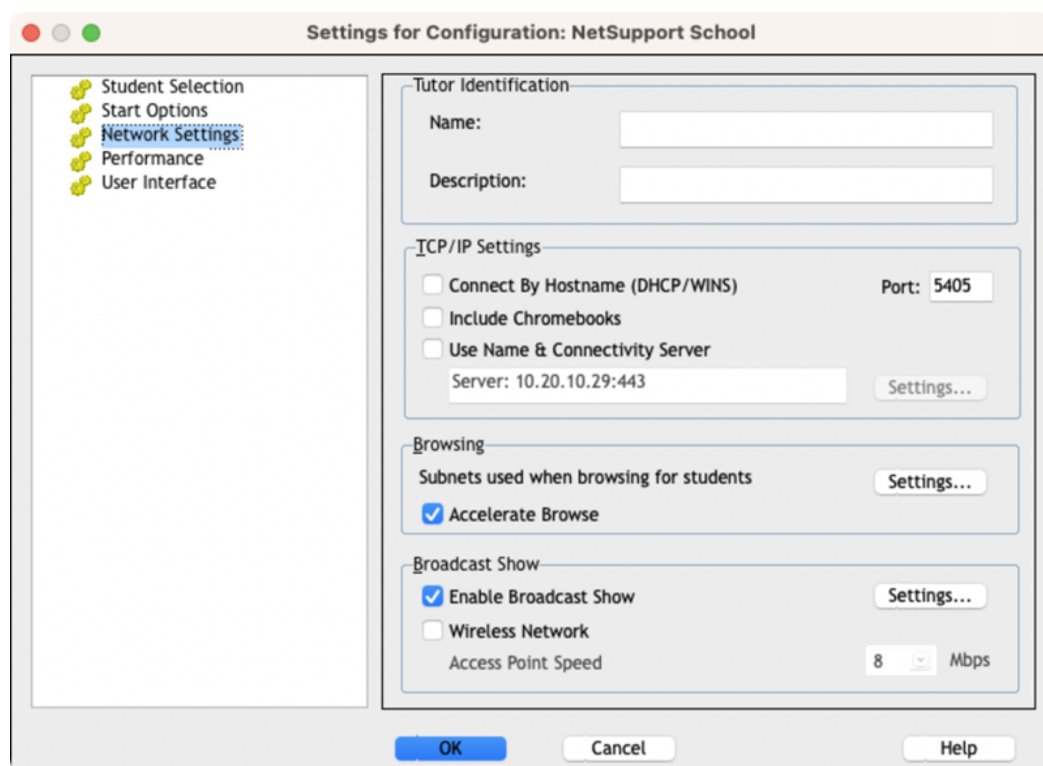 Settings for Configuration: NetSupport School
Student Selection
Start Options
Network Settings
Performance
User Interface
Tutor Identification
Name:
Description:
TCP/IP Settings
Connect By Hostname (DHCP/WINS) Port: 5405
Include Chromebooks
Use Name & Connectivity Server
Server: 10.20.10.29:443 Settings...
Browsing
Subnets used when browsing for students Settings...
Accelerate Browse
Broadcast Show
Enable Broadcast Show Settings...
Wireless Network
Access Point Speed 8 Mbps
OK Cancel Help